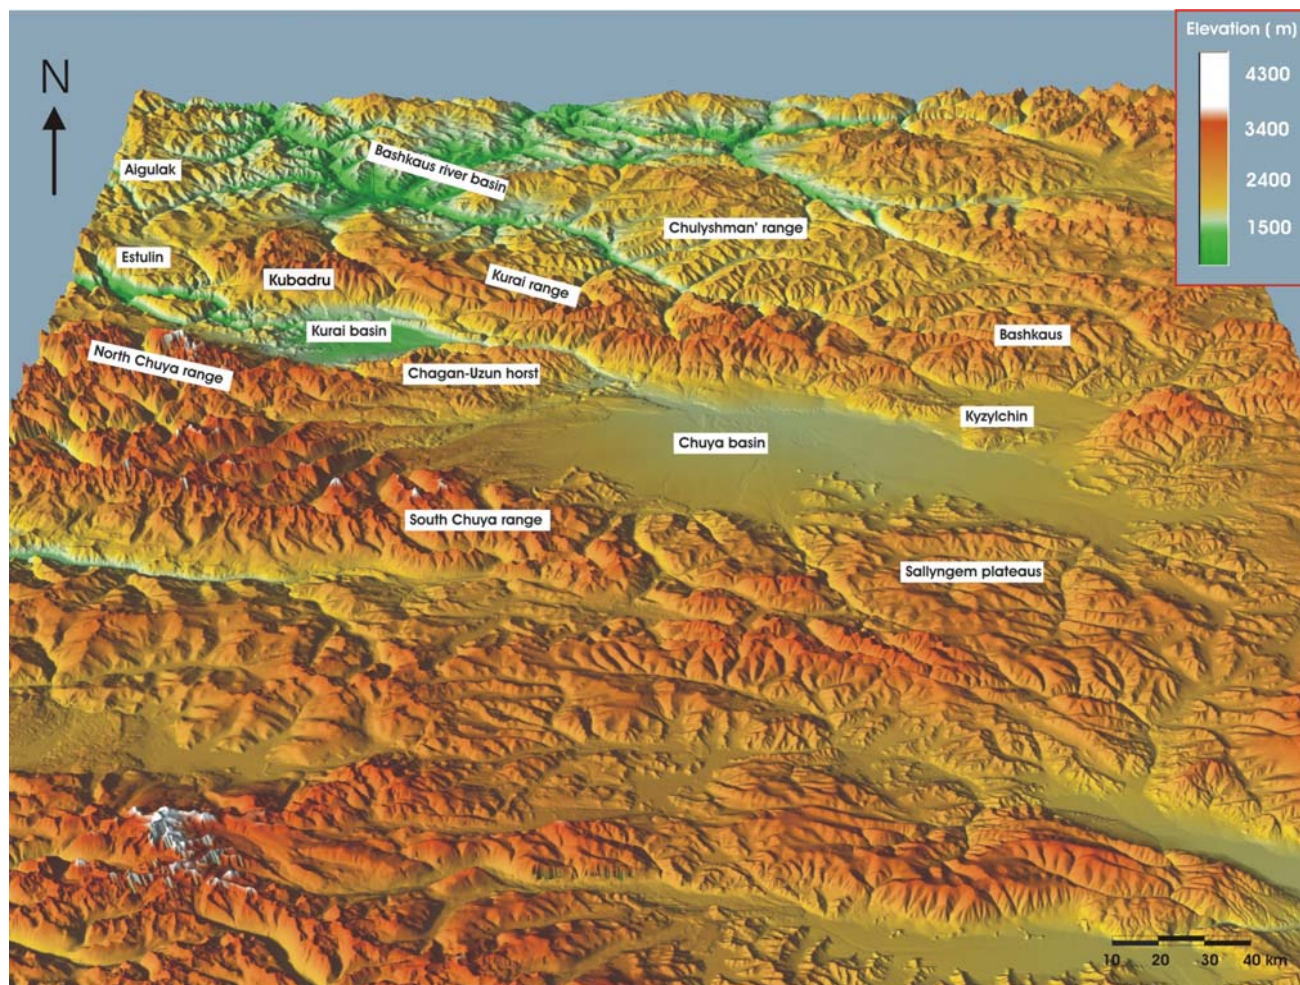 Elevation ( m)
4300
3400
2400
1500
N
Aigulak
Bashkaus river basin
Chulyshman' range
Estulin
Kubadru
Kurai range
Kurai basin
Bashkaus
North Chuya range
Chagan-Uzun horst
Kyzylchin
Chuya basin
South Chuya range
Sallyngem plateaus
10 20 30 40 km